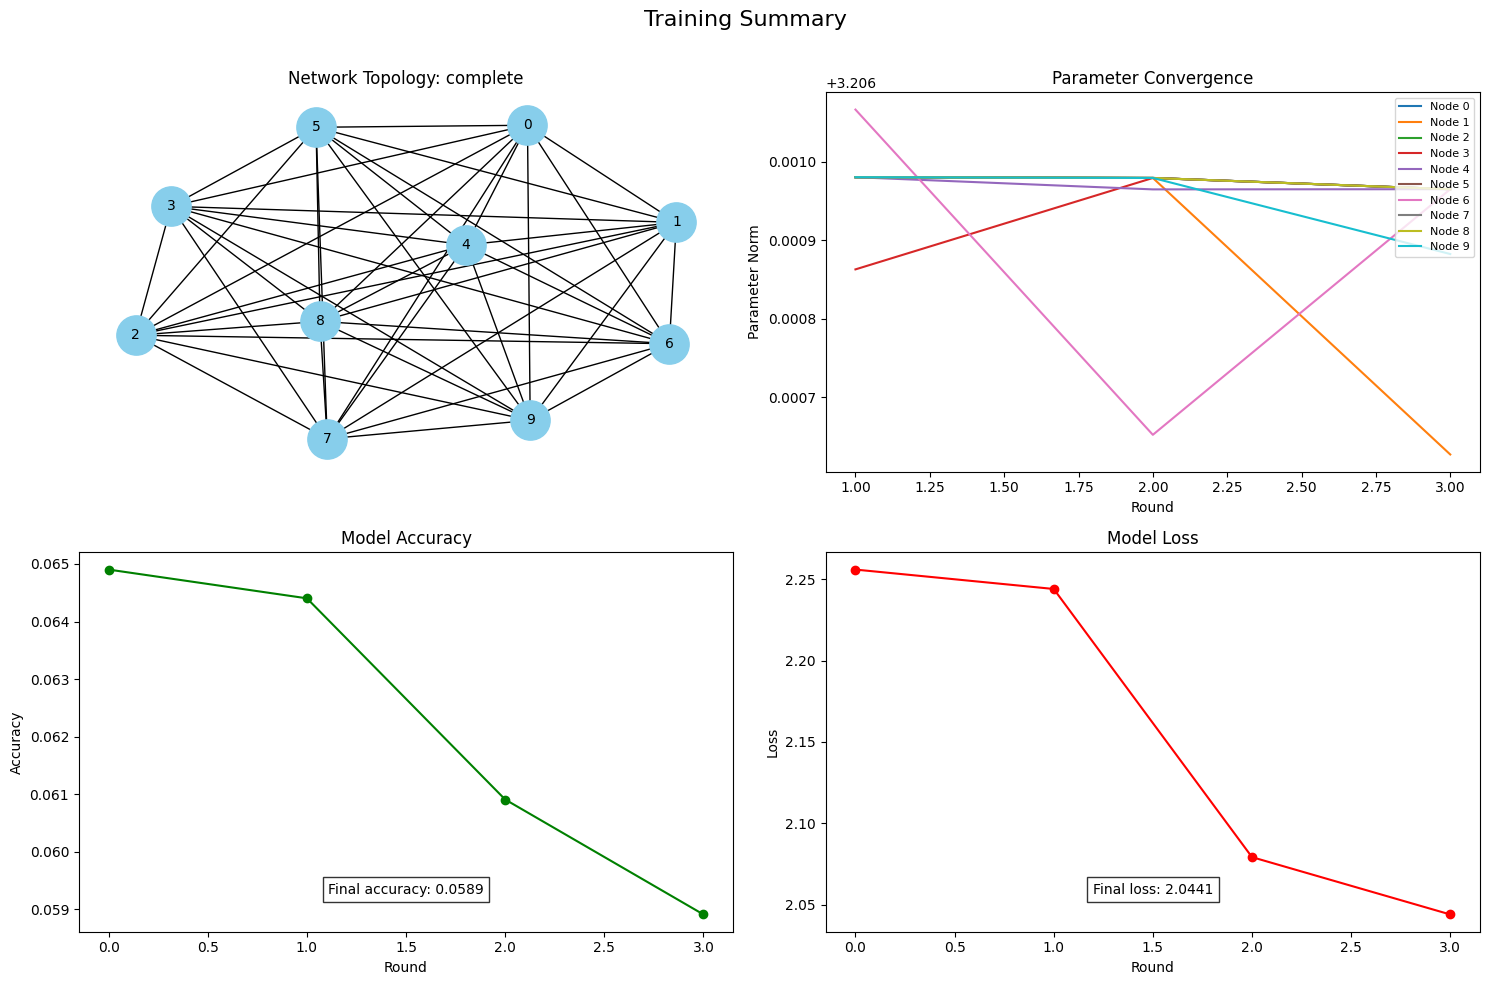 Training Summary
Network Topology: complete
5
0
3
1
4
8
2
6
9
7
Parameter Convergence
+3.206
0.0010
0.0009
0.0008
0.0007
Parameter Norm
Node 0
Node 1
Node 2
Node 3
Node 4
Node 5
Node 6
Node 7
Node 8
Node 9
1.00 1.25 1.50 1.75 2.00 2.25 2.50 2.75 3.00
Round
Model Accuracy
0.065
0.064
0.063
0.062
0.061
0.060
0.059
Accuracy
Final accuracy: 0.0589
0.0 0.5 1.0 1.5 2.0 2.5 3.0
Round
Model Loss
2.25
2.20
2.15
2.10
2.05
Loss
Final loss: 2.0441
0.0 0.5 1.0 1.5 2.0 2.5 3.0
Round